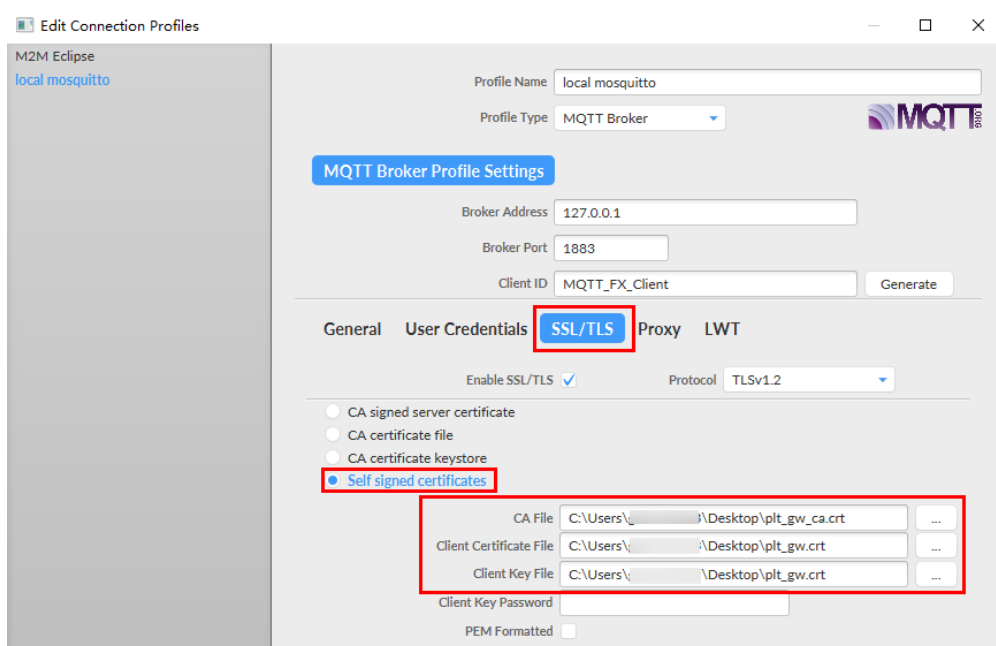 Edit Connection Profiles
M2M Eclipse
local mosquitto
Profile Name local mosquitto
Profile Type MQTT Broker
MQTT.ORG
MQTT Broker Profile Settings
Broker Address 127.0.0.1
Broker Port 1883
Client ID MQTT_FX_Client Generate
General User Credentials SSL/TLS Proxy LWT
Enable SSL/TLS Protocol TLSv1.2
CA signed server certificate
CA certificate file
CA certificate keystore
Self signed certificates
CA File C:\Users\ \Desktop\plt_gw_ca.crt ...
Client Certificate File C:\Users\ \Desktop\plt_gw.crt ...
Client Key File C:\Users\ \Desktop\plt_gw.crt ...
Client Key Password
PEM Formatted